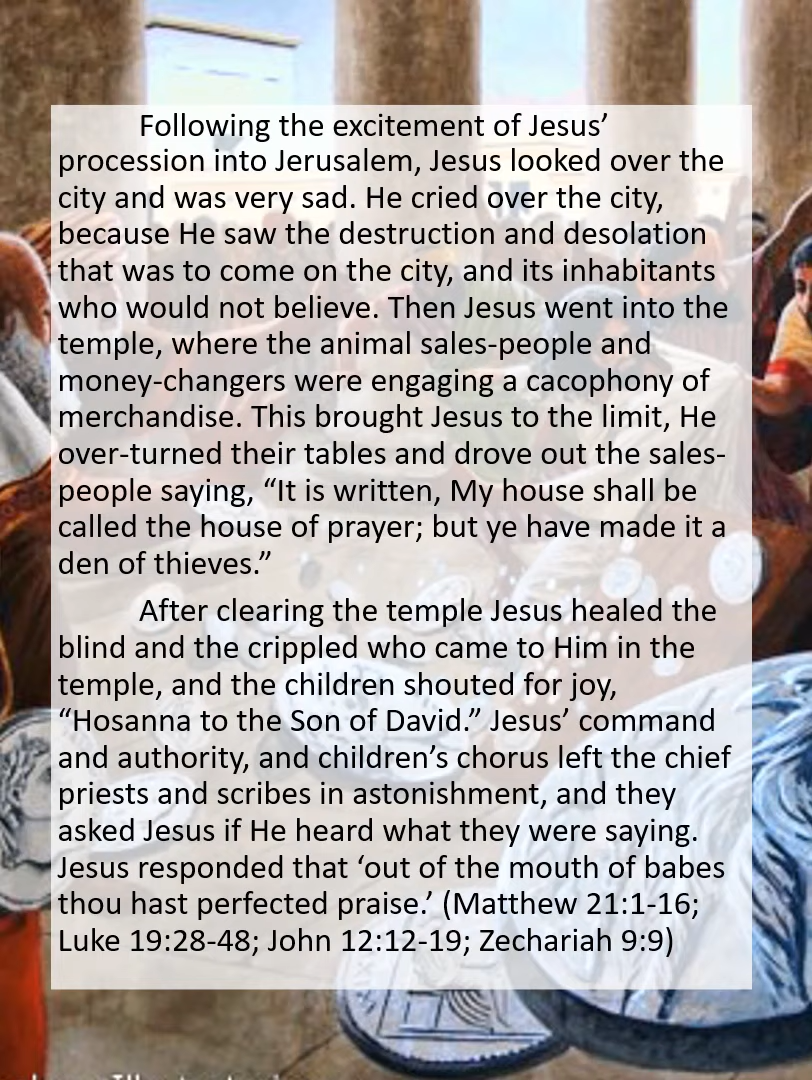 Following the excitement of Jesus’
procession into Jerusalem, Jesus looked over the
city and was very sad. He cried over the city,
because He saw the destruction and desolation
that was to come on the city, and its inhabitants
who would not believe. Then Jesus went into the
temple, where the animal sales-people and
money-changers were engaging a cacophony of
merchandise. This brought Jesus to the limit, He
over-turned their tables and drove out the sales-
people saying, “It is written, My house shall be
called the house of prayer; but ye have made it a
den of thieves.”
After clearing the temple Jesus healed the
blind and the crippled who came to Him in the
temple, and the children shouted for joy,
“Hosanna to the Son of David.” Jesus’ command
and authority, and children’s chorus left the chief
priests and scribes in astonishment, and they
asked Jesus if He heard what they were saying.
Jesus responded that ‘out of the mouth of babes
thou hast perfected praise.’ (Matthew 21:1-16;
Luke 19:28-48; John 12:12-19; Zechariah 9:9)